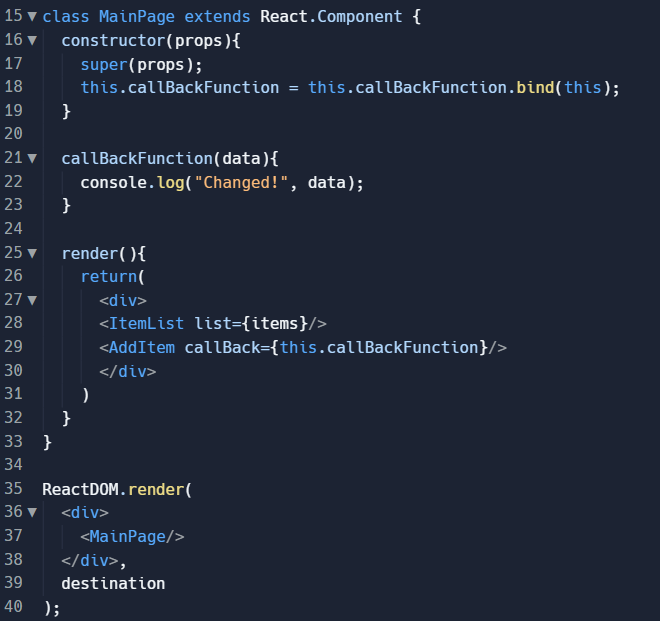 15 class MainPage extends React.Component {
16 constructor(props){
17 super(props);
18 this.callBackFunction = this.callBackFunction.bind(this);
19 }
20
21 callBackFunction(data){
22 console.log("Changed!", data);
23 }
24
25 render(){
26 return(
27 <div>
28 <ItemList list={items}/>
29 <AddItem callBack={this.callBackFunction}/>
30 </div>
31 )
32 }
33 }
34
35 ReactDOM.render(
36 <div>
37 <MainPage/>
38 </div>,
39 destination
40 );